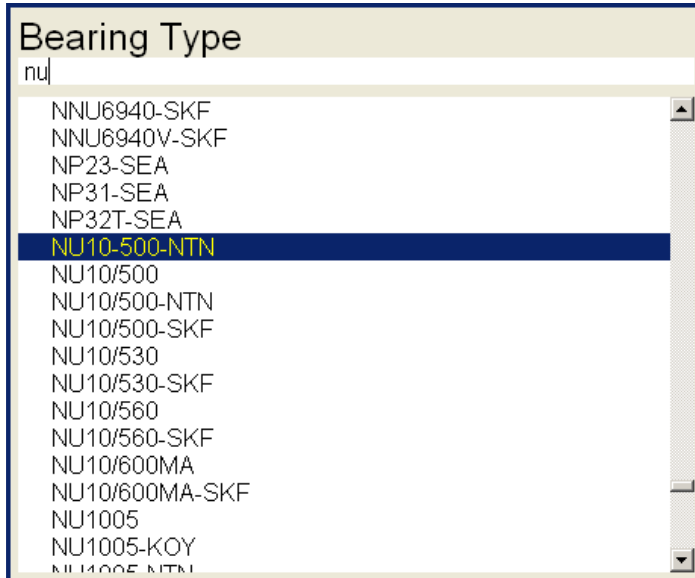 Bearing Type
nu
NNU6940-SKF
NNU6940V-SKF
NP23-SEA
NP31-SEA
NP32T-SEA
NU10-500-NTN
NU10/500
NU10/500-NTN
NU10/500-SKF
NU10/530
NU10/530-SKF
NU10/560
NU10/560-SKF
NU10/600MA
NU10/600MA-SKF
NU1005
NU1005-KOY
NU1005-NTN